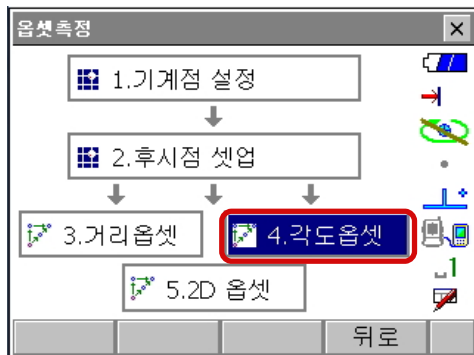 옵셋측정
1.기계점 설정
2.후시점 셋업
3.거리옵셋
4.각도옵셋
5.2D 옵셋
1
뒤로